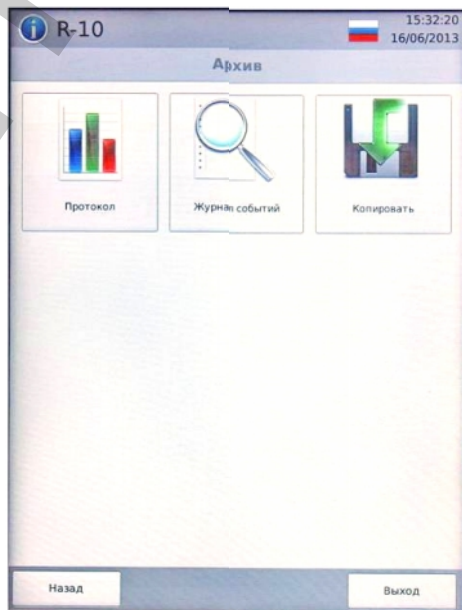 R-10
15:32:20
16/06/2013
Архив
Протокол
Журнал событий
Копировать
Назад
Выход